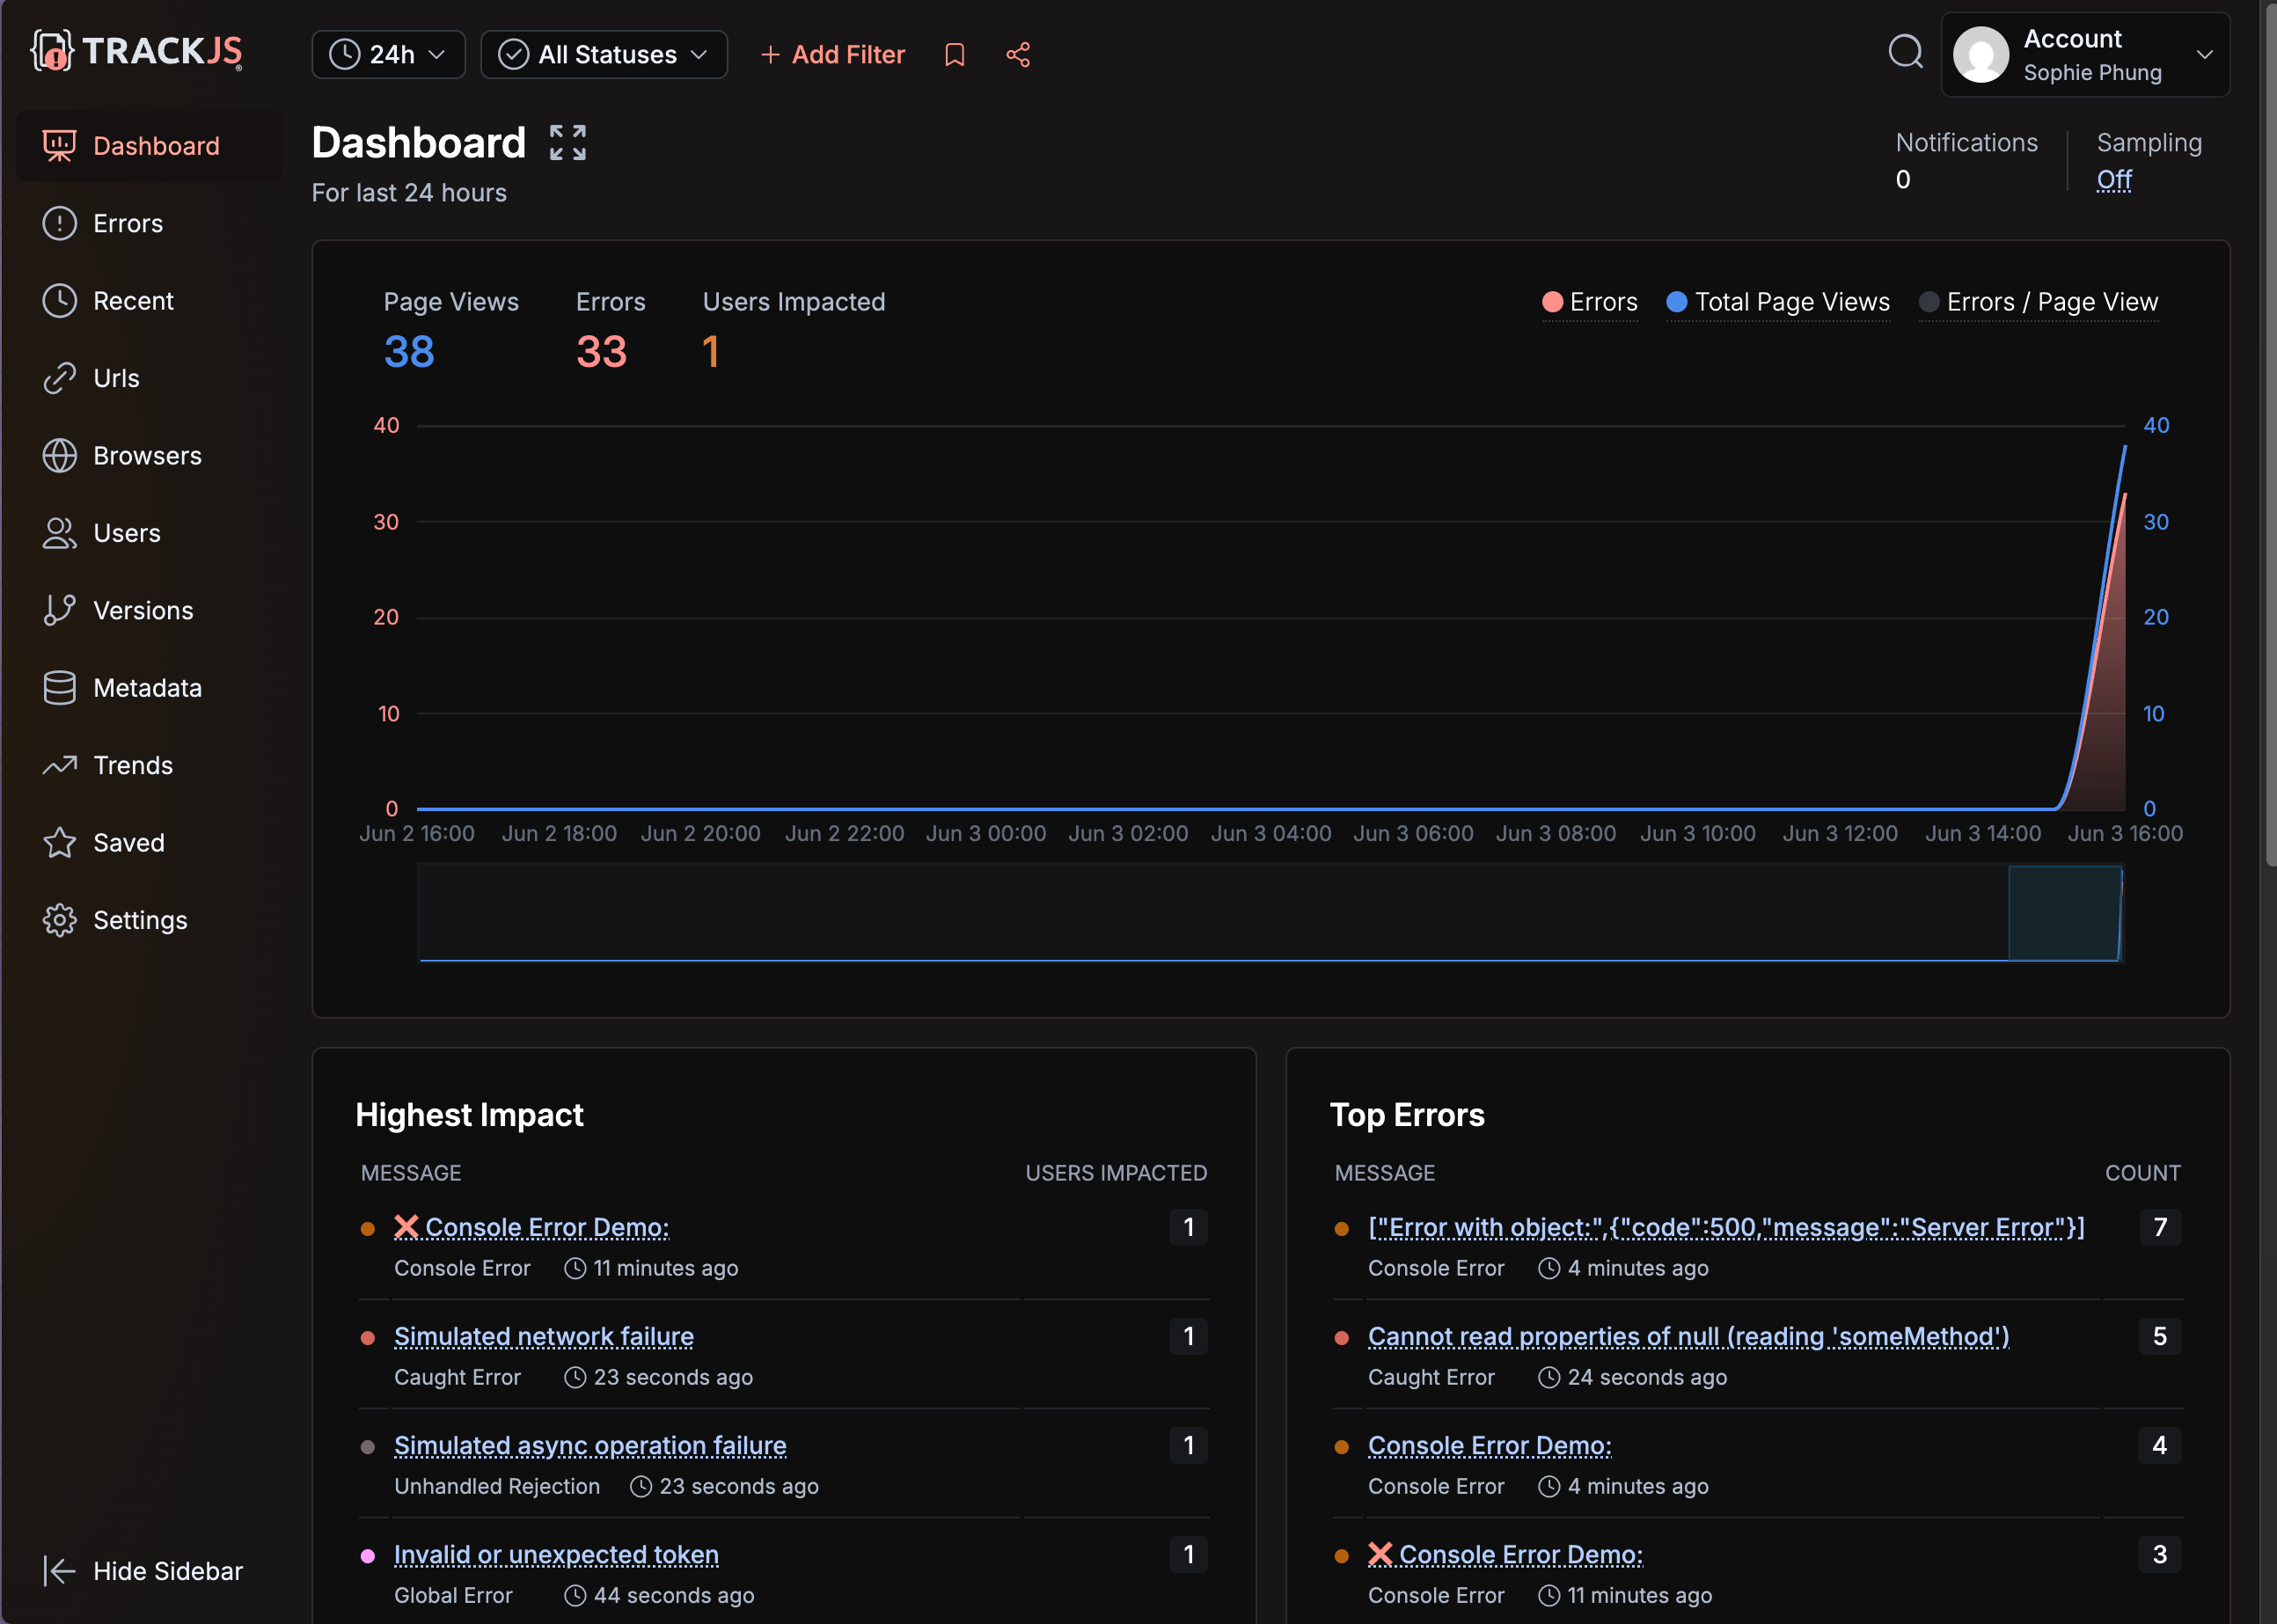 TRACKJS
24h
All Statuses
+ Add Filter
Account
Sophie Phung
Dashboard
Errors
Recent
Urls
Browsers
Users
Versions
Metadata
Trends
Saved
Settings
Hide Sidebar
Dashboard
For last 24 hours
Notifications
0
Sampling
Off
Page Views
38
Errors
33
Users Impacted
1
Errors
Total Page Views
Errors / Page View
40
30
20
10
0
40
30
20
10
0
Jun 2 16:00
Jun 2 18:00
Jun 2 20:00
Jun 2 22:00
Jun 3 00:00
Jun 3 02:00
Jun 3 04:00
Jun 3 06:00
Jun 3 08:00
Jun 3 10:00
Jun 3 12:00
Jun 3 14:00
Jun 3 16:00
Highest Impact
MESSAGE USERS IMPACTED
❌ Console Error Demo: 1
Console Error 11 minutes ago
Simulated network failure 1
Caught Error 23 seconds ago
Simulated async operation failure 1
Unhandled Rejection 23 seconds ago
Invalid or unexpected token 1
Global Error 44 seconds ago
Top Errors
MESSAGE COUNT
["Error with object:",{"code":500,"message":"Server Error"}] 7
Console Error 4 minutes ago
Cannot read properties of null (reading 'someMethod') 5
Caught Error 24 seconds ago
Console Error Demo: 4
Console Error 4 minutes ago
❌ Console Error Demo: 3
Console Error 11 minutes ago